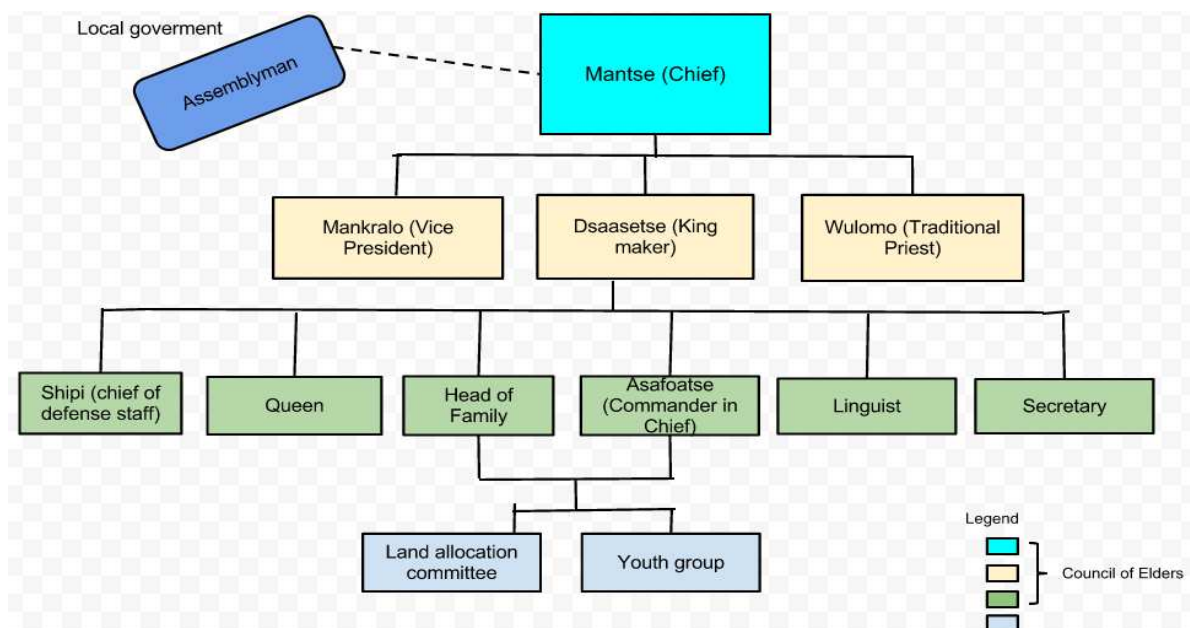 Local goverment
Assemblyman
Mantse (Chief)
Mankralo (Vice
President)
Dsaasetse (King
maker)
Wulomo (Traditional
Priest)
Shipi (chief of
defense staff)
Queen
Head of
Family
Asafoatse
(Commander in
Chief)
Linguist
Secretary
Land allocation
committee
Youth group
Legend
Council of Elders